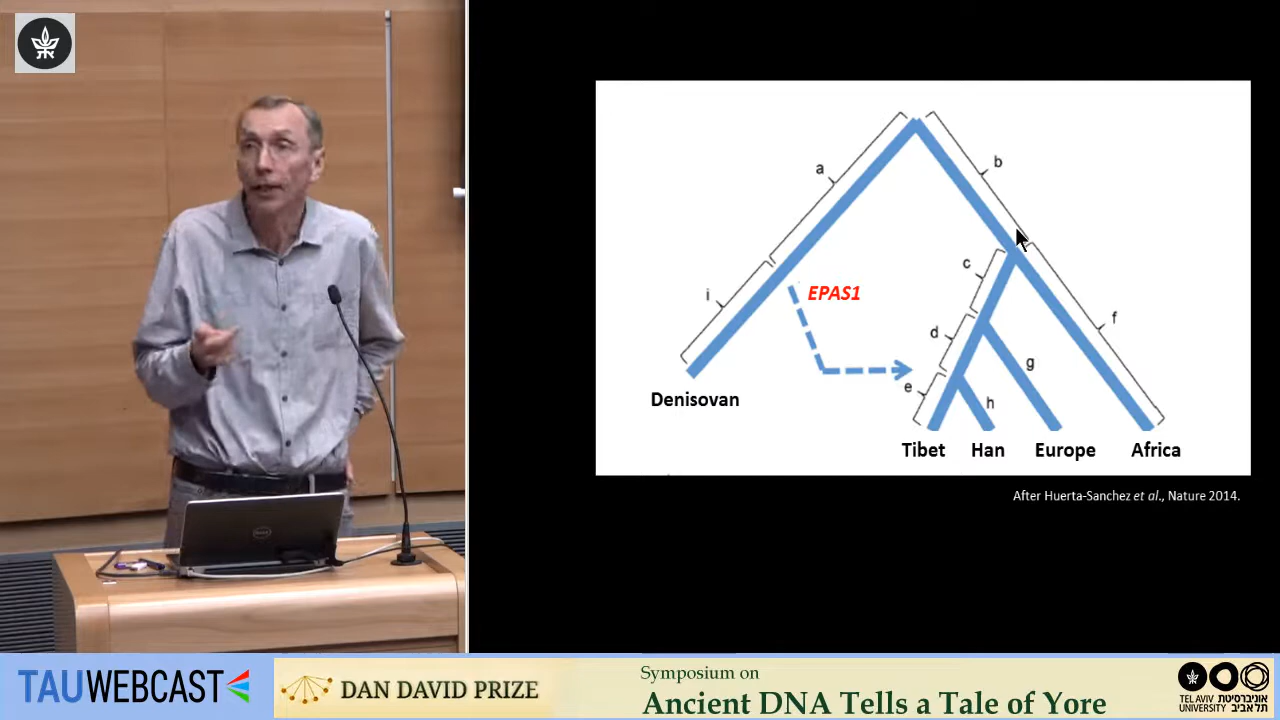 a
b
c
i
EPAS1
f
d
g
e
h
Denisovan
Tibet Han Europe Africa
After Huerta-Sanchez et al., Nature 2014.
TAUWEBCAST
DAN DAVID PRIZE
Symposium on
Ancient DNA Tells a Tale of Yore
TEL AVIV אוניברסיטת
UNIVERSITY תל אביב